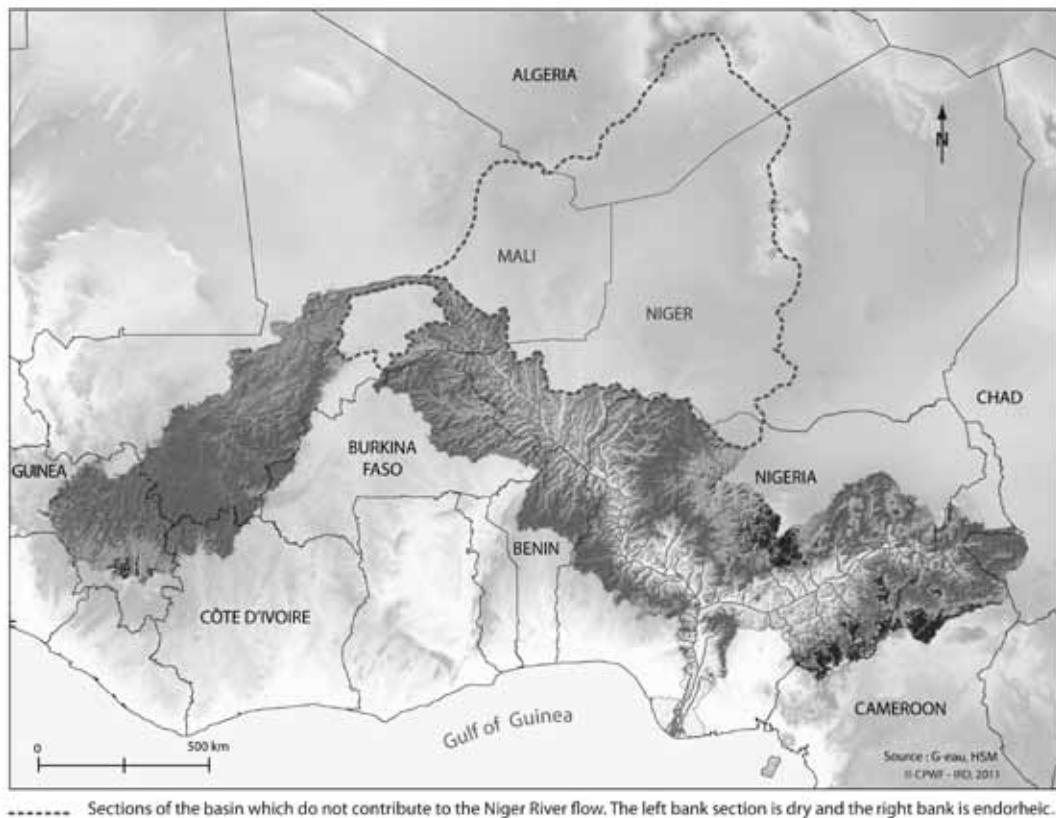 ALGERIA
N
MALI
NIGER
CHAD
GUINEA
BURKINA
FASO
NIGERIA
BENIN
CÔTE D'IVOIRE
CAMEROON
Gulf of Guinea
0
500 km
Source : G-eau, HSM
© CPWF - IRD, 2011
Sections of the basin which do not contribute to the Niger River flow. The left bank section is dry and the right bank is endorheic.